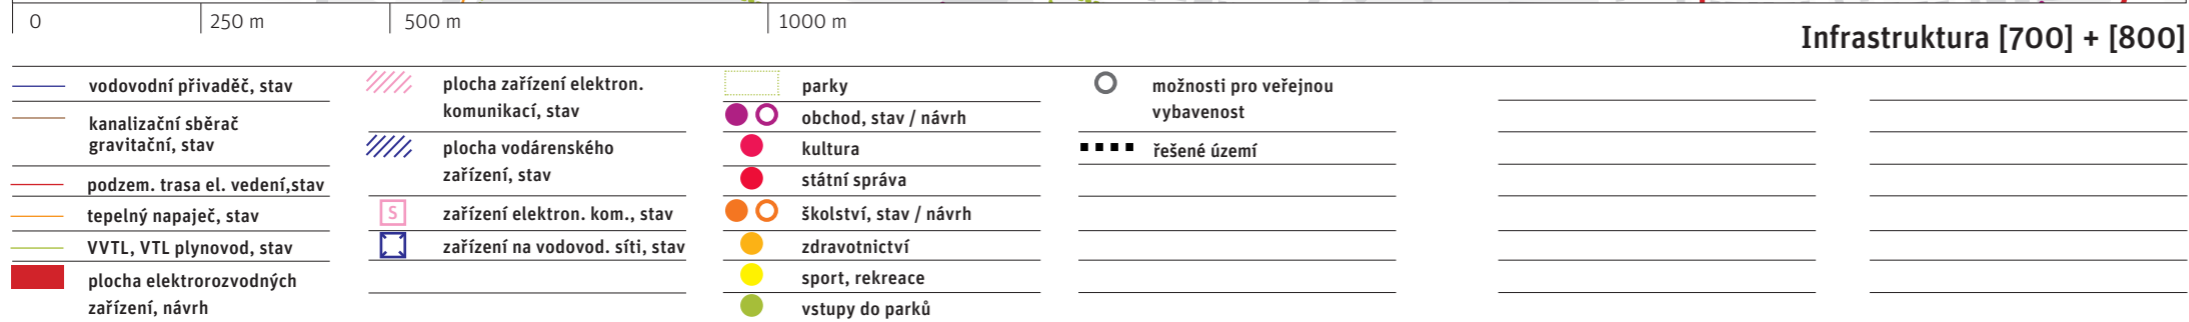 0
250 m
500 m
1000 m
Infrastruktura [700] + [800]
vodovodní přivaděč, stav
kanalizační sběrač
gravitační, stav
podzem. trasa el. vedení,stav
tepelný napaječ, stav
VVTL, VTL plynovod, stav
plocha elektrorozvodných
zařízení, návrh
plocha zařízení elektron.
komunikací, stav
plocha vodárenského
zařízení, stav
S
zařízení elektron. kom., stav
zařízení na vodovod. síti, stav
parky
obchod, stav / návrh
kultura
státní správa
školství, stav / návrh
zdravotnictví
sport, rekreace
vstupy do parků
možnosti pro veřejnou
vybavenost
řešené území